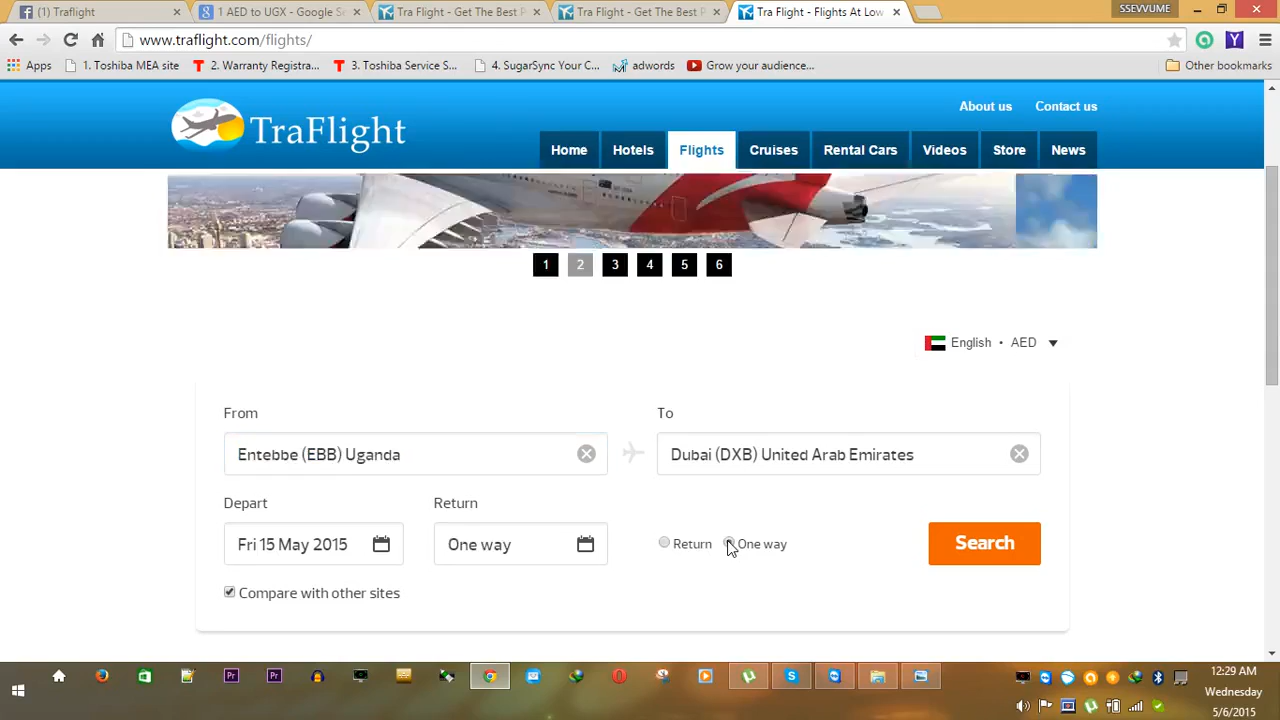 (1) Traflight
1 AED to UGX - Google Se
Tra Flight - Get The Best P
Tra Flight - Get The Best P
Tra Flight - Flights At Low
SSEVVUME
www.traflight.com/flights/
Apps
1. Toshiba MEA site
2. Warranty Registra...
3. Toshiba Service S...
4. SugarSync Your C...
adwords
Grow your audience...
Other bookmarks
About us
Contact us
TraFlight
Home
Hotels
Flights
Cruises
Rental Cars
Videos
Store
News
1 2 3 4 5 6
English • AED
From
To
Entebbe (EBB) Uganda
Dubai (DXB) United Arab Emirates
Depart
Return
Fri 15 May 2015
One way
Return
One way
Search
Compare with other sites
12:29 AM
Wednesday
5/6/2015